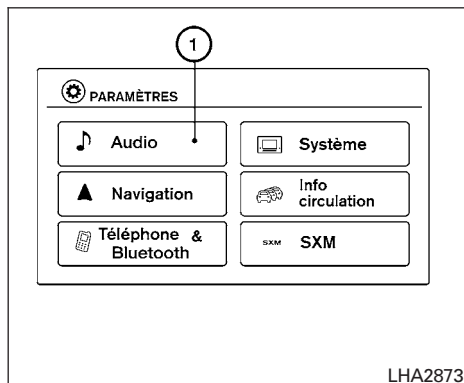 1
PARAMÈTRES
Audio
Système
Navigation
Info
circulation
Téléphone &
Bluetooth
SXM SXM
LHA2873